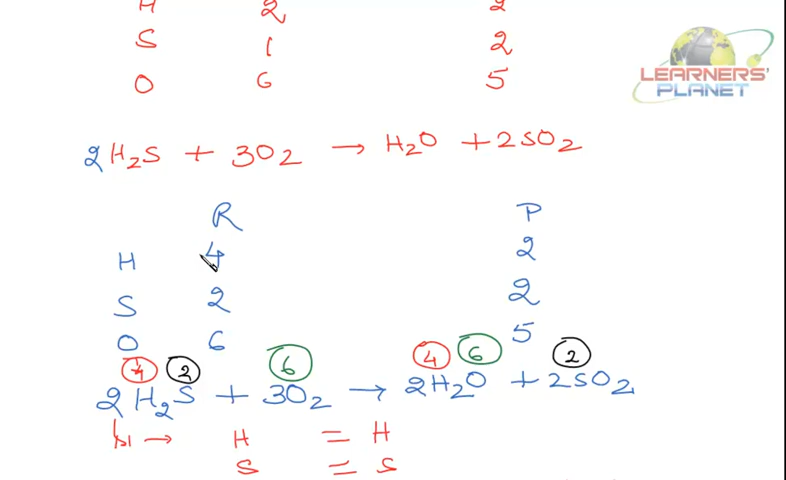 H 2 2
S 1 2
O 6 5
LEARNERS'
PLANET
2H₂S + 3O₂ → H₂O + 2SO₂
R P
H 4 2
S 2 2
O 6 5
4 2 6 4 6 2
2H₂S + 3O₂ → 2H₂O + 2SO₂
→ H = H
S = S